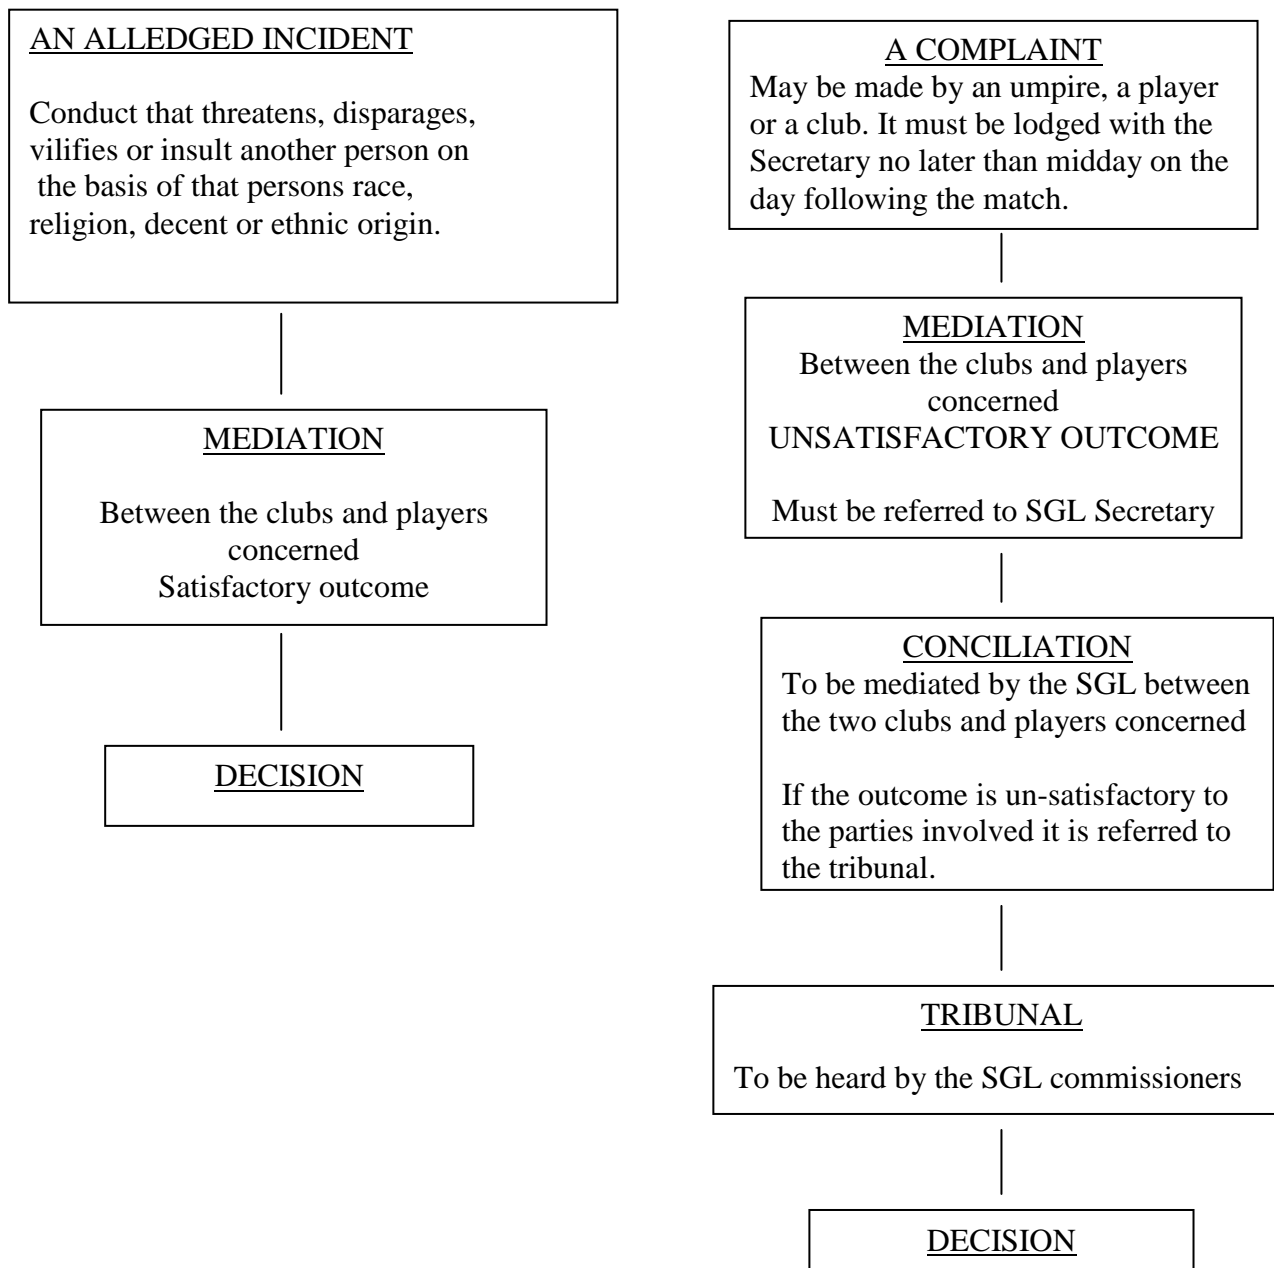 AN ALLEDGED INCIDENT
Conduct that threatens, disparages,
vilifies or insult another person on
the basis of that persons race,
religion, decent or ethnic origin.
MEDIATION
Between the clubs and players
concerned
Satisfactory outcome
DECISION
A COMPLAINT
May be made by an umpire, a player
or a club. It must be lodged with the
Secretary no later than midday on the
day following the match.
MEDIATION
Between the clubs and players
concerned
UNSATISFACTORY OUTCOME
Must be referred to SGL Secretary
CONCILIATION
To be mediated by the SGL between
the two clubs and players concerned
If the outcome is un-satisfactory to
the parties involved it is referred to
the tribunal.
TRIBUNAL
To be heard by the SGL commissioners
DECISION